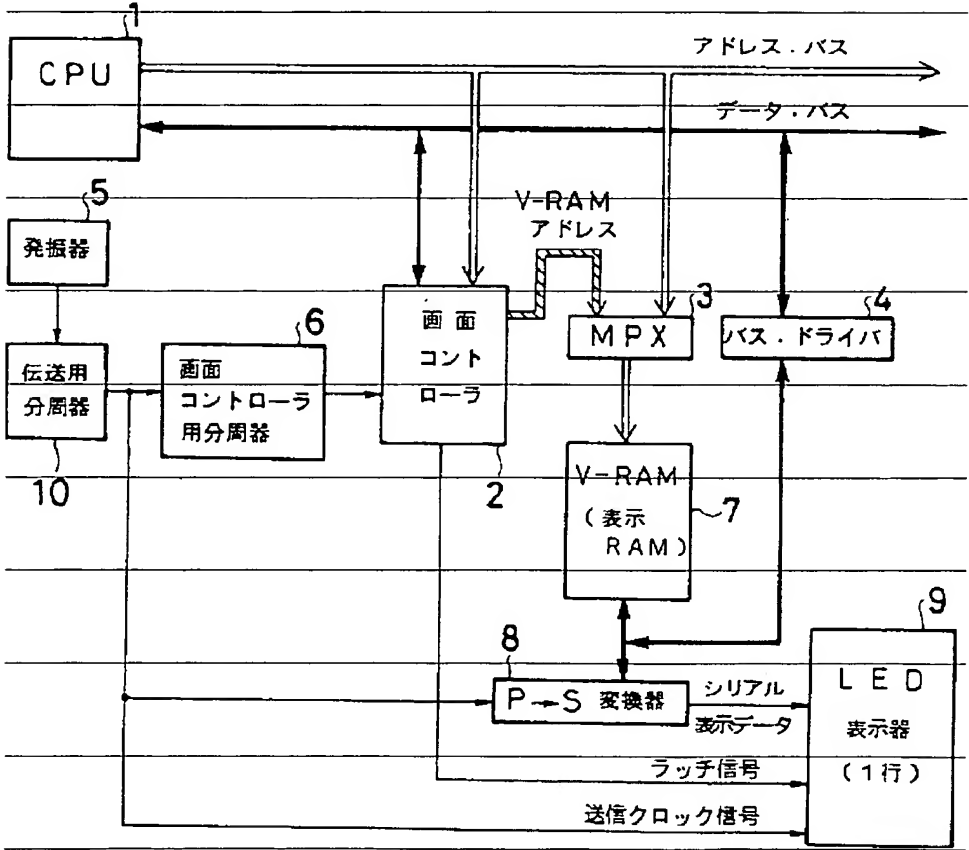 1
CPU
アドレス・バス
データ・バス
5
発振器
V-RAM
アドレス
6
画面
コント
ローラ
3
MPX
4
バス・ドライバ
伝送用
分周器
画面
コントローラ
用分周器
10
2
V-RAM
(表示
RAM)
7
9
8
P→S 変換器
シリアル
表示データ
LED
表示器
(1行)
ラッチ信号
送信クロック信号